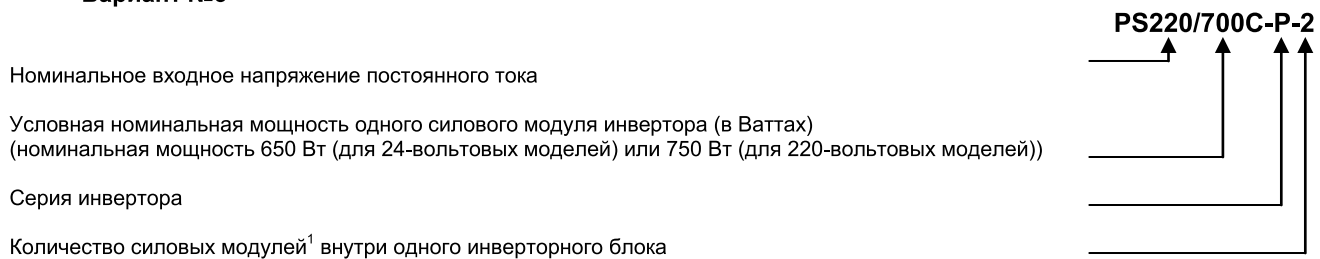 PS220/700C-P-2
Номинальное входное напряжение постоянного тока
Условная номинальная мощность одного силового модуля инвертора (в Ваттах)
(номинальная мощность 650 Вт (для 24-вольтовых моделей) или 750 Вт (для 220-вольтовых моделей))
Серия инвертора
Количество силовых модулей¹ внутри одного инверторного блока